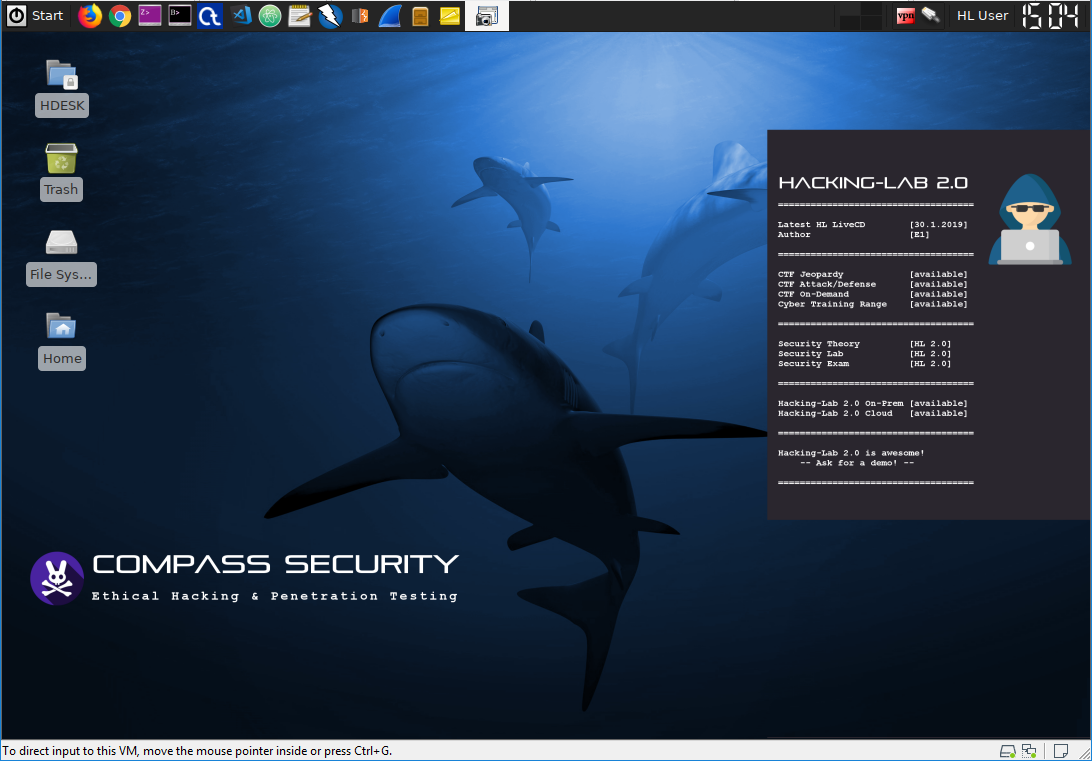 Start
Z>
B>
vpn
HL User
15:04
HDESK
Trash
File Sys...
Home
HACKING-LAB 2.0
====================================
Latest HL LiveCD [30.1.2019]
Author [E1]
====================================
CTF Jeopardy [available]
CTF Attack/Defense [available]
CTF On-Demand [available]
Cyber Training Range [available]
====================================
Security Theory [HL 2.0]
Security Lab [HL 2.0]
Security Exam [HL 2.0]
====================================
Hacking-Lab 2.0 On-Prem [available]
Hacking-Lab 2.0 Cloud [available]
====================================
Hacking-Lab 2.0 is awesome!
-- Ask for a demo! --
====================================
COMPASS SECURITY
Ethical Hacking & Penetration Testing
To direct input to this VM, move the mouse pointer inside or press Ctrl+G.